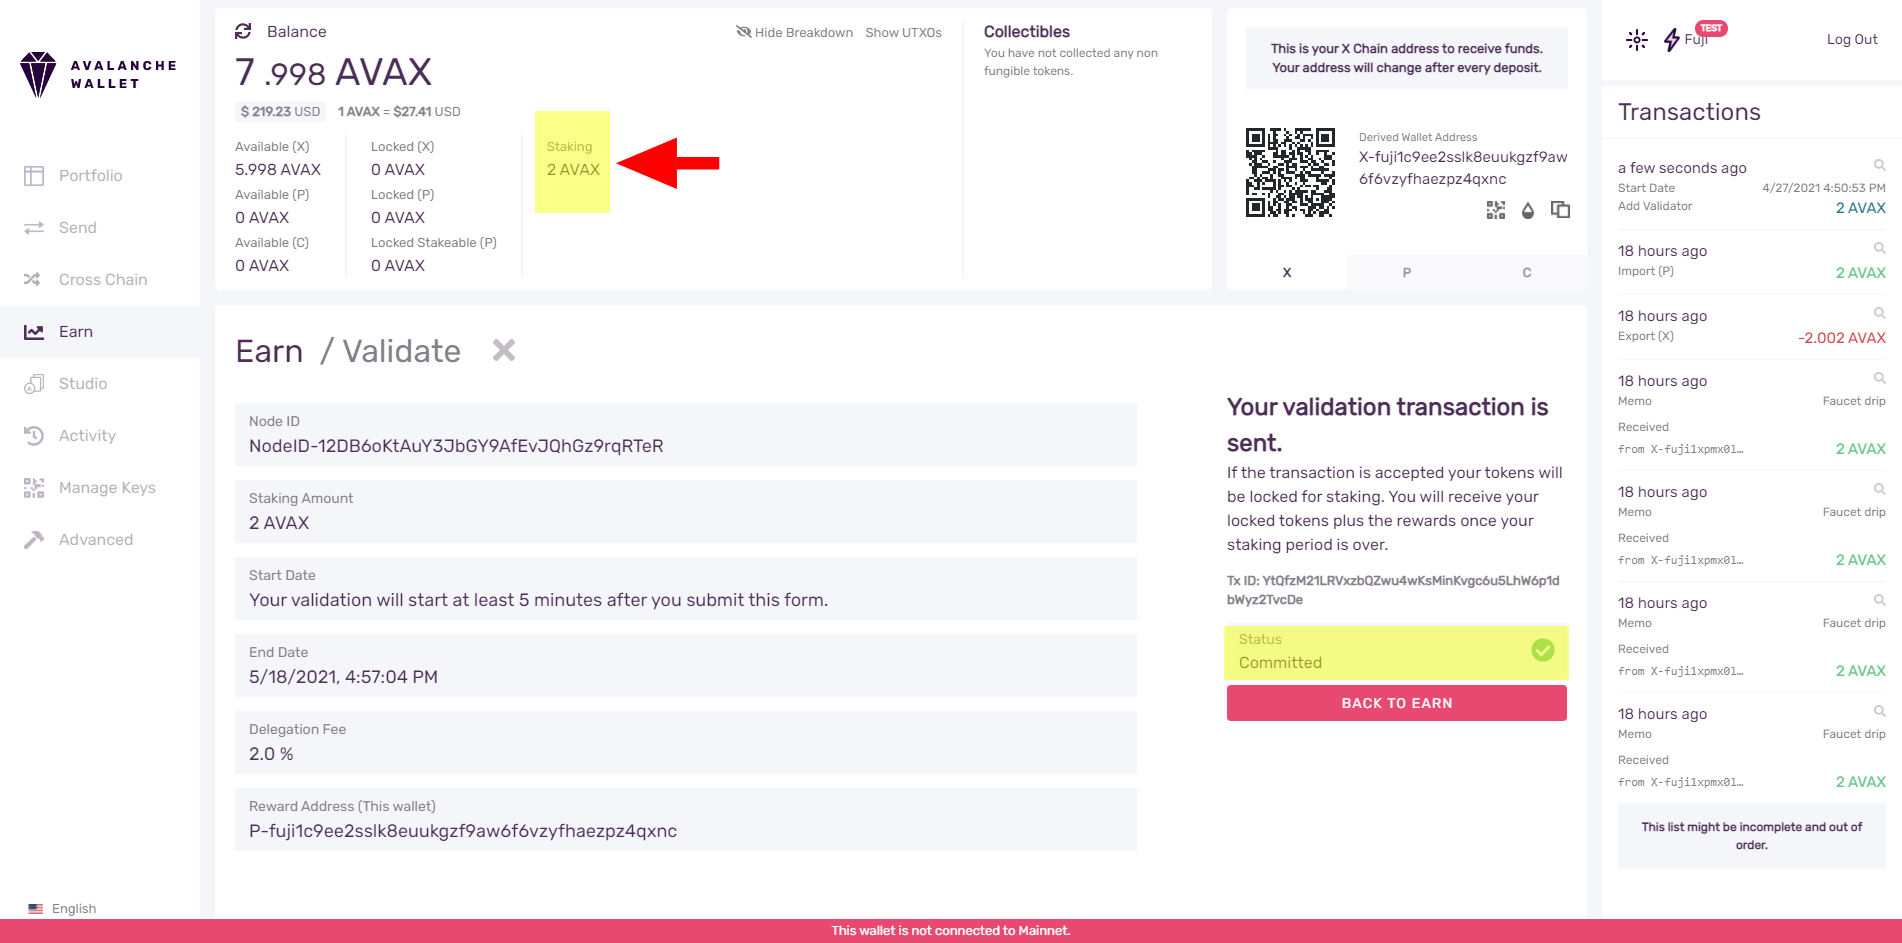 AVALANCHE
WALLET
Portfolio
Send
Cross Chain
Earn
Studio
Activity
Manage Keys
Advanced
English
Balance
Hide Breakdown
Show UTXOs
7 .998 AVAX
$ 219.23 USD
1 AVAX = $27.41 USD
Available (X)
5.998 AVAX
Available (P)
0 AVAX
Available (C)
0 AVAX
Locked (X)
0 AVAX
Locked (P)
0 AVAX
Locked Stakeable (P)
0 AVAX
Staking
2 AVAX
Collectibles
You have not collected any non
fungible tokens.
This is your X Chain address to receive funds.
Your address will change after every deposit.
Derived Wallet Address
X-fuji1c9ee2sslk8euukgzf9aw
6f6vzyfhaezpz4qxnc
X
P
C
Earn / Validate
Node ID
NodeID-12DB6oKtAuY3JbGY9AfEvJQhGz9rqRTeR
Staking Amount
2 AVAX
Start Date
Your validation will start at least 5 minutes after you submit this form.
End Date
5/18/2021, 4:57:04 PM
Delegation Fee
2.0 %
Reward Address (This wallet)
P-fuji1c9ee2sslk8euukgzf9aw6f6vzyfhaezpz4qxnc
Your validation transaction is
sent.
If the transaction is accepted your tokens will
be locked for staking. You will receive your
locked tokens plus the rewards once your
staking period is over.
Tx ID: YtQfzM21LRVxzbQZwu4wKsMinKvgc6u5LhW6p1d
bWyz2TvcDe
Status
Committed
BACK TO EARN
TEST
Fuji
Log Out
Transactions
a few seconds ago
Start Date 4/27/2021 4:50:53 PM
Add Validator 2 AVAX
18 hours ago
Import (P) 2 AVAX
18 hours ago
Export (X) -2.002 AVAX
18 hours ago
Memo Faucet drip
Received
from X-fuji1xpmx0l… 2 AVAX
18 hours ago
Memo Faucet drip
Received
from X-fuji1xpmx0l… 2 AVAX
18 hours ago
Memo Faucet drip
Received
from X-fuji1xpmx0l… 2 AVAX
18 hours ago
Memo Faucet drip
Received
from X-fuji1xpmx0l… 2 AVAX
This list might be incomplete and out of
order.
This wallet is not connected to Mainnet.